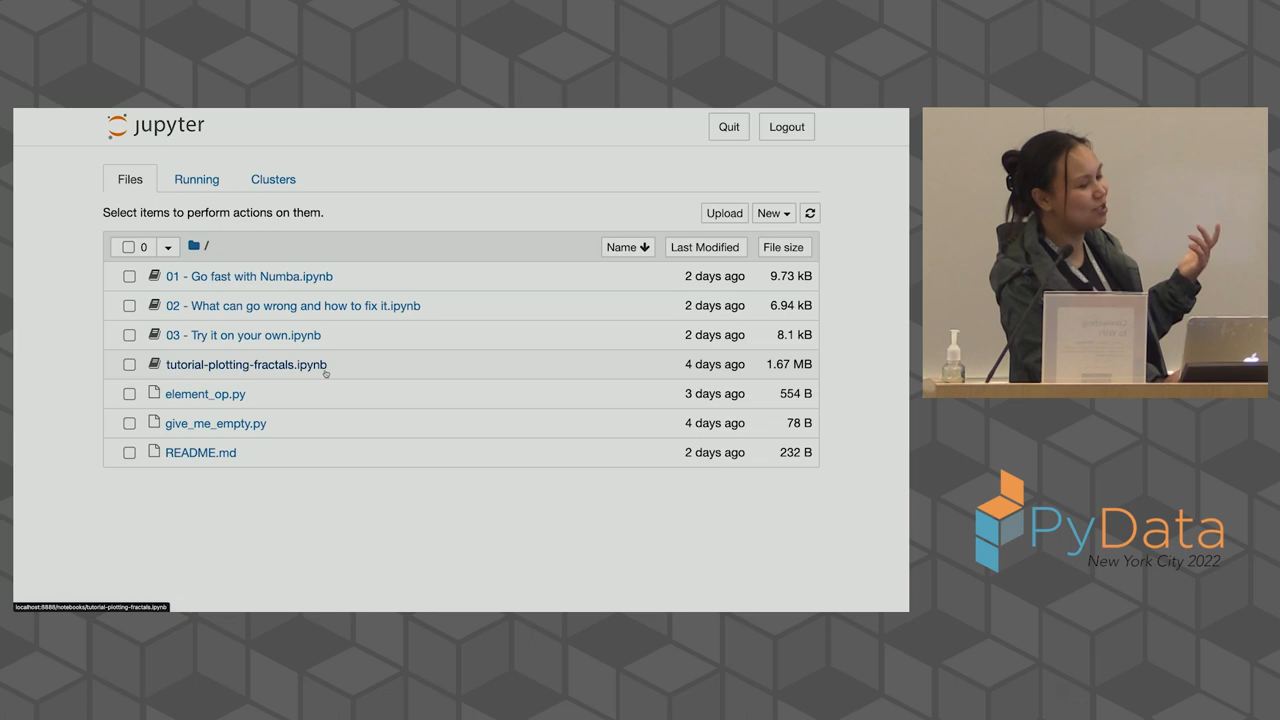 jupyter
Quit
Logout
Files
Running
Clusters
Select items to perform actions on them.
Upload
New
0
/
Name
Last Modified
File size
01 - Go fast with Numba.ipynb 2 days ago 9.73 kB
02 - What can go wrong and how to fix it.ipynb 2 days ago 6.94 kB
03 - Try it on your own.ipynb 2 days ago 8.1 kB
tutorial-plotting-fractals.ipynb 4 days ago 1.67 MB
element_op.py 3 days ago 554 B
give_me_empty.py 4 days ago 78 B
README.md 2 days ago 232 B
localhost:8888/notebooks/tutorial-plotting-fractals.ipynb
PyData
New York City 2022